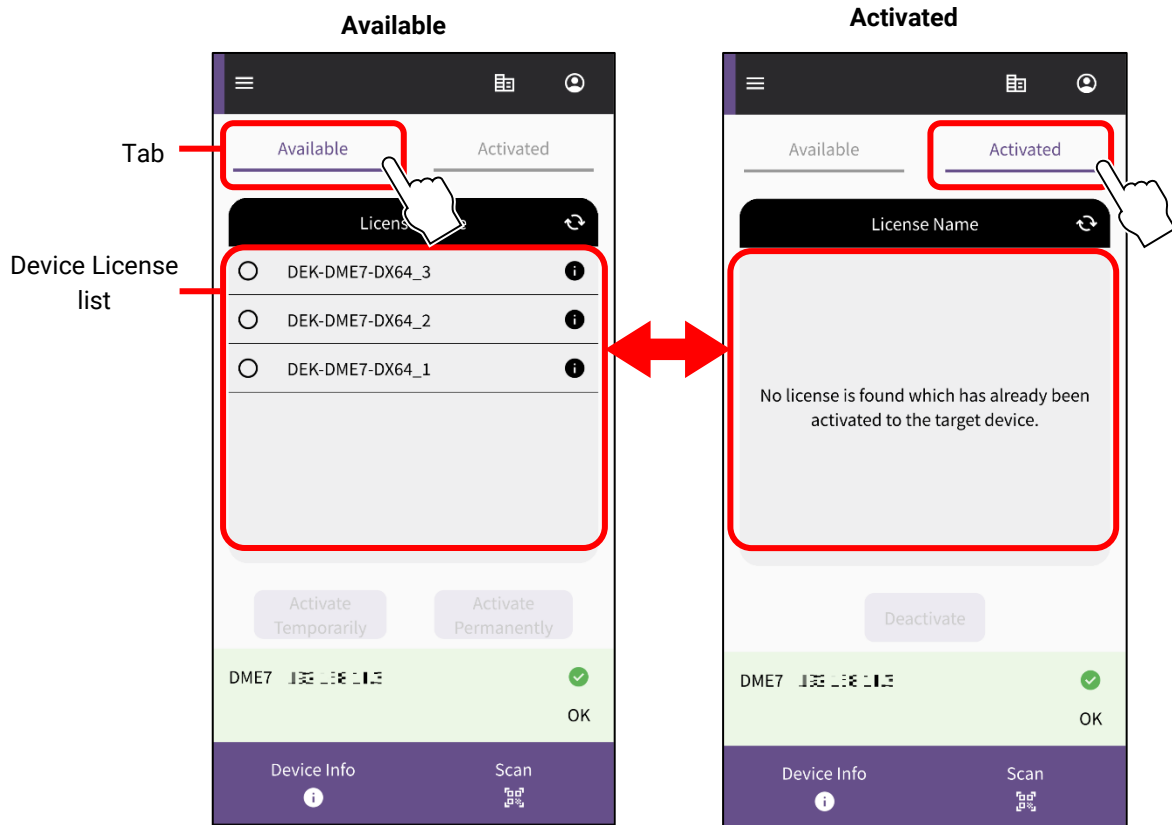 Available
Activated
Tab
Device License
list
Available
Activated
DEK-DME7-DX64_3
DEK-DME7-DX64_2
DEK-DME7-DX64_1
Activate
Temporarily
Activate
Permanently
DME7
OK
Device Info
Scan
Available
Activated
License Name
No license is found which has already been
activated to the target device.
Deactivate
DME7
OK
Device Info
Scan